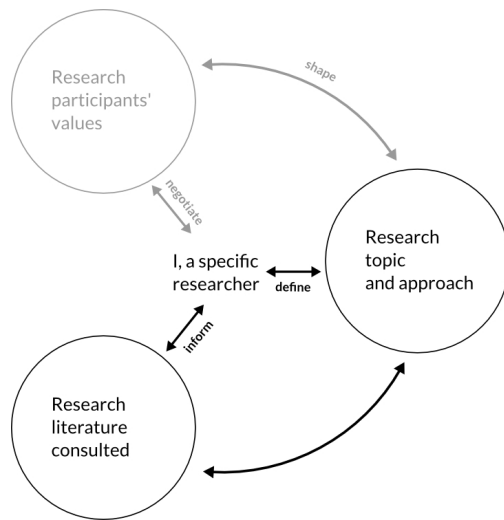 Research
participants'
values
shape
negotiate
I, a specific
researcher
define
Research
topic
and approach
inform
Research
literature
consulted